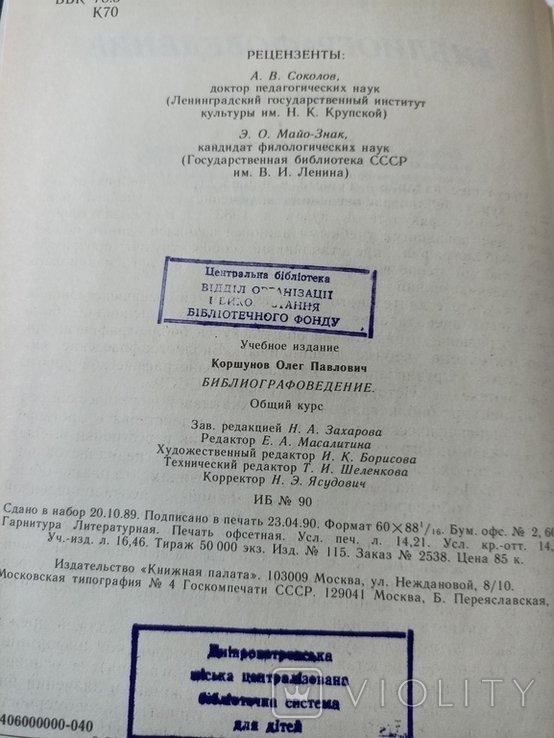 К70
РЕЦЕНЗЕНТЫ:
А. В. Соколов,
доктор педагогических наук
(Ленинградский государственный институт
культуры им. Н. К. Крупской)
Э. О. Майо-Знак,
кандидат филологических наук
(Государственная библиотека СССР
им. В. И. Ленина)
Центральна бібліотека
ВІДДІЛ ОРГАНІЗАЦІЇ
БІБЛІОТЕЧНОГО ФОНДУ
Учебное издание
Коршунов Олег Павлович
БИБЛИОГРАФОВЕДЕНИЕ.
Общий курс
Зав. редакцией Н. А. Захарова
Редактор Е. А. Масалитина
Художественный редактор И. К. Борисова
Технический редактор Т. И. Шеленкова
Корректор Н. Э. Ясудович
ИБ № 90
Сдано в набор 20.10.89. Подписано в печать 23.04.90. Формат 60×88¹/₁₆. Бум. офс. № 2, 60
Гарнитура Литературная. Печать офсетная. Усл. печ. л. 14,21. Усл. кр.-отт. 14,
Уч.-изд. л. 16,46. Тираж 50 000 экз. Изд. № 115. Заказ № 2538. Цена 85 к.
Издательство «Книжная палата». 103009 Москва, ул. Неждановой, 8/10.
Московская типография № 4 Госкомпечати СССР. 129041 Москва, Б. Переяславская,
Дніпропетровська
міська централізована
бібліотечна система
для дітей
VIOLITY
406000000-040